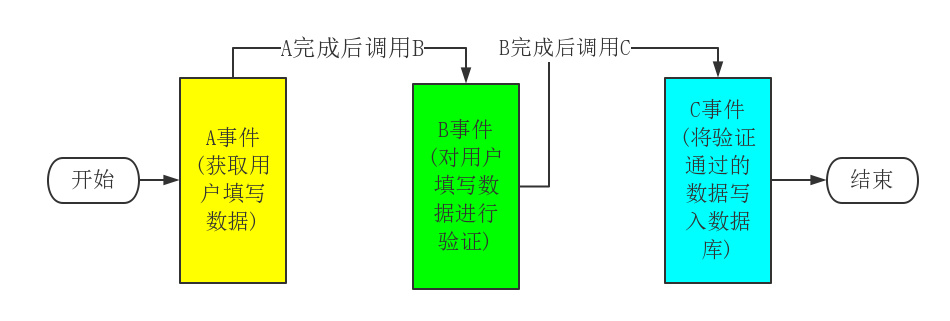 A完成后调用B
B完成后调用C
开始
A事件
(获取用
户填写
数据)
B事件
(对用户
填写数
据进行
验证)
C事件
(将验证
通过的
数据写
入数据
库)
结束